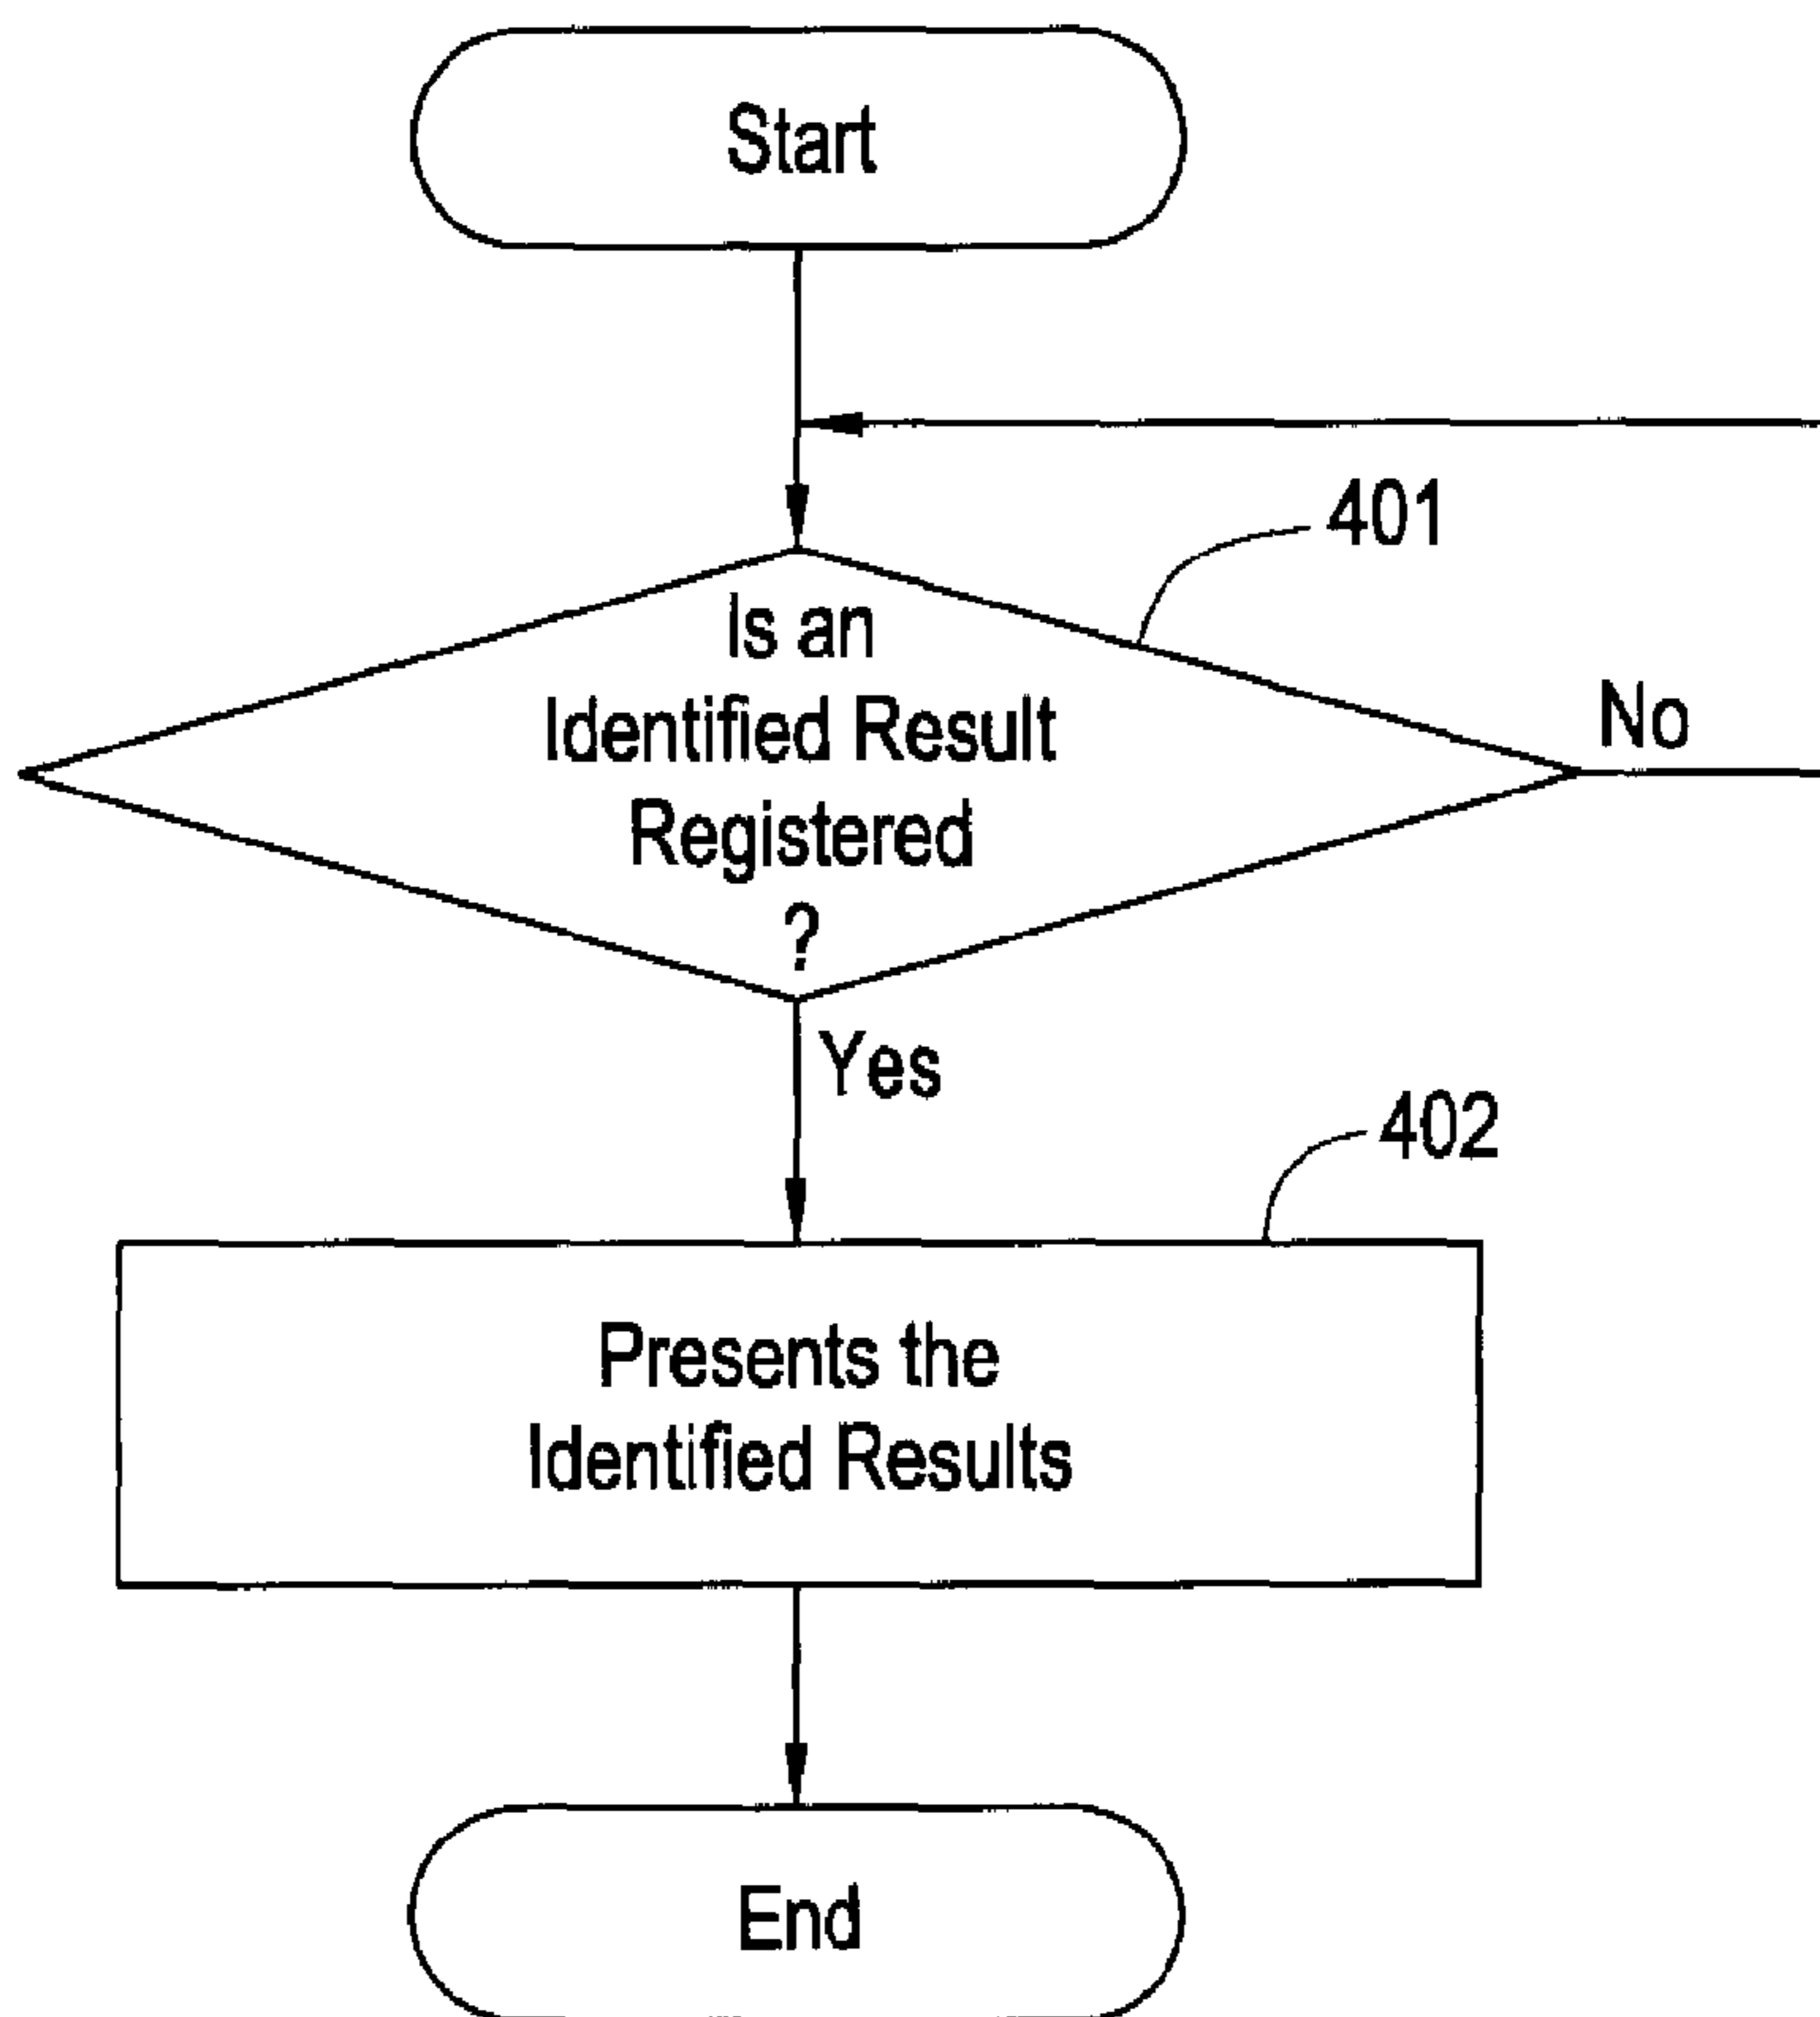 Start
401
Is an
Identified Result
Registered
?
No
Yes
402
Presents the
Identified Results
End